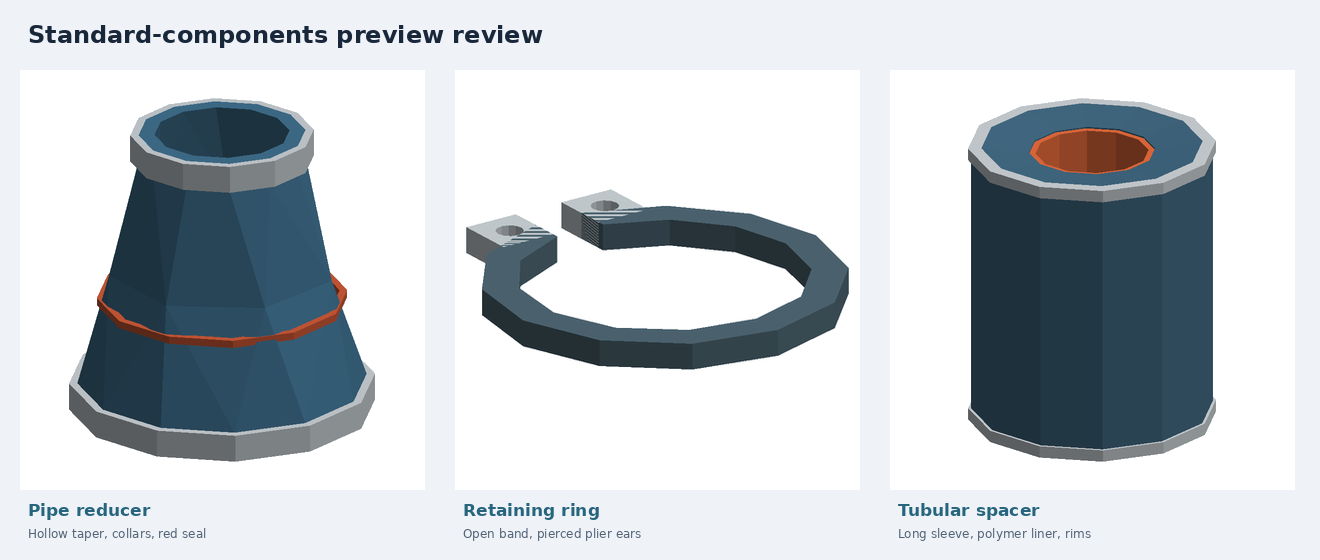 Standard-components preview review
Pipe reducer
Hollow taper, collars, red seal
Retaining ring
Open band, pierced plier ears
Tubular spacer
Long sleeve, polymer liner, rims